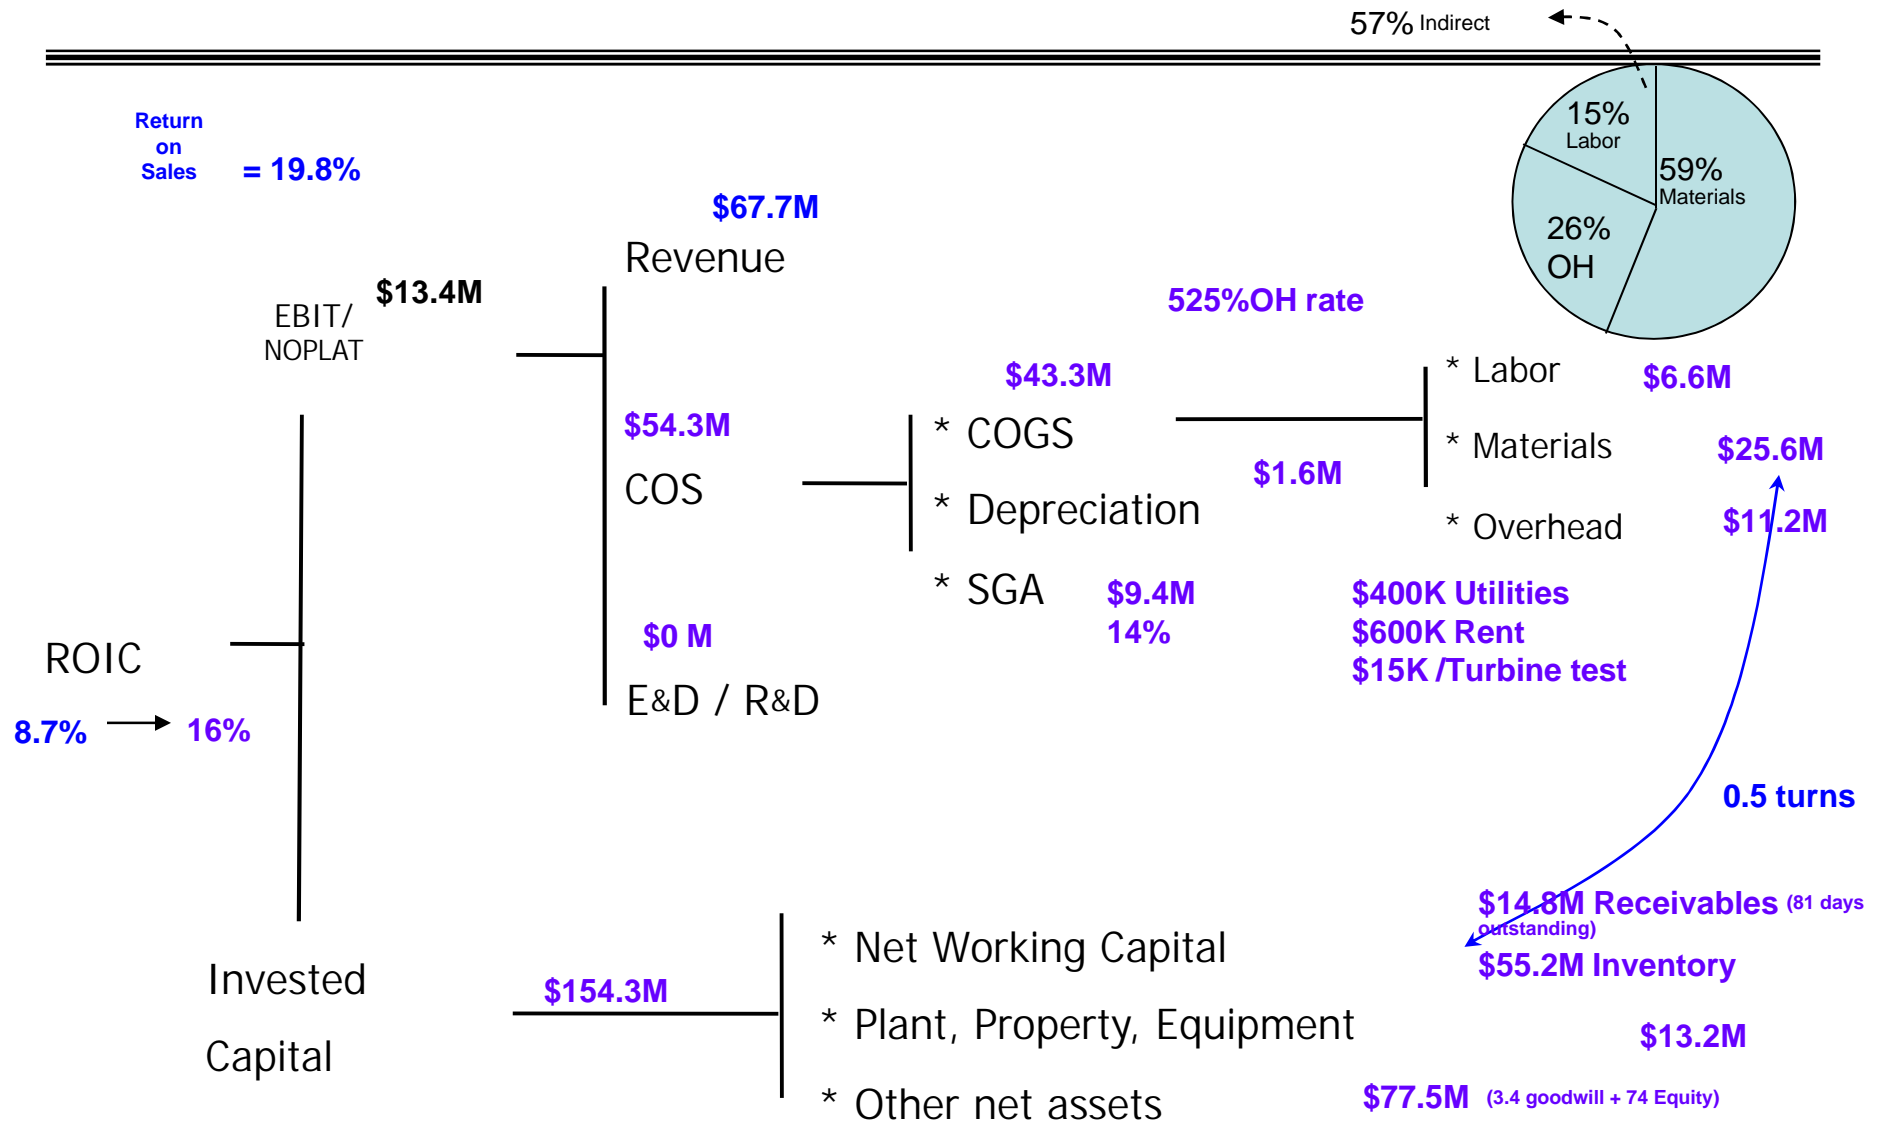 57% Indirect
15%
Labor
59%
Materials
26%
OH
Return
on
Sales
= 19.8%
$67.7M
Revenue
$13.4M
EBIT/
NOPLAT
525%OH rate
$43.3M
* Labor
$6.6M
$54.3M
* COGS
* Materials
$25.6M
$1.6M
COS
* Depreciation
* Overhead
$11.2M
* SGA
$9.4M
14%
$400K Utilities
$600K Rent
$15K /Turbine test
$0 M
E&D / R&D
ROIC
8.7%
16%
0.5 turns
$14.8M Receivables (81 days
outstanding)
$55.2M Inventory
* Net Working Capital
Invested
Capital
$154.3M
* Plant, Property, Equipment
$13.2M
* Other net assets
$77.5M (3.4 goodwill + 74 Equity)